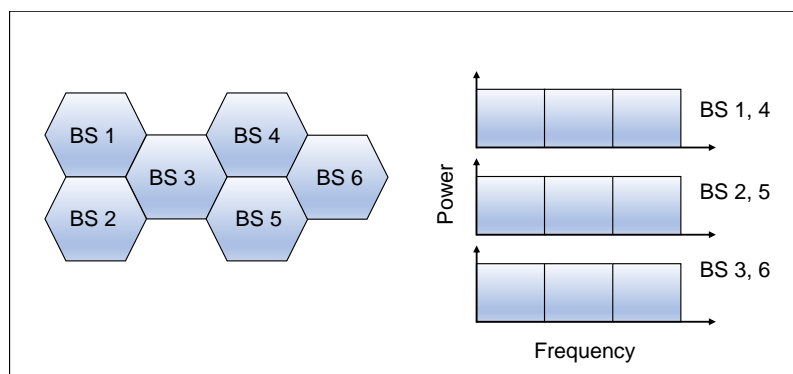 BS 1
BS 4
BS 3
BS 6
BS 2
BS 5
Power
BS 1, 4
BS 2, 5
BS 3, 6
Frequency